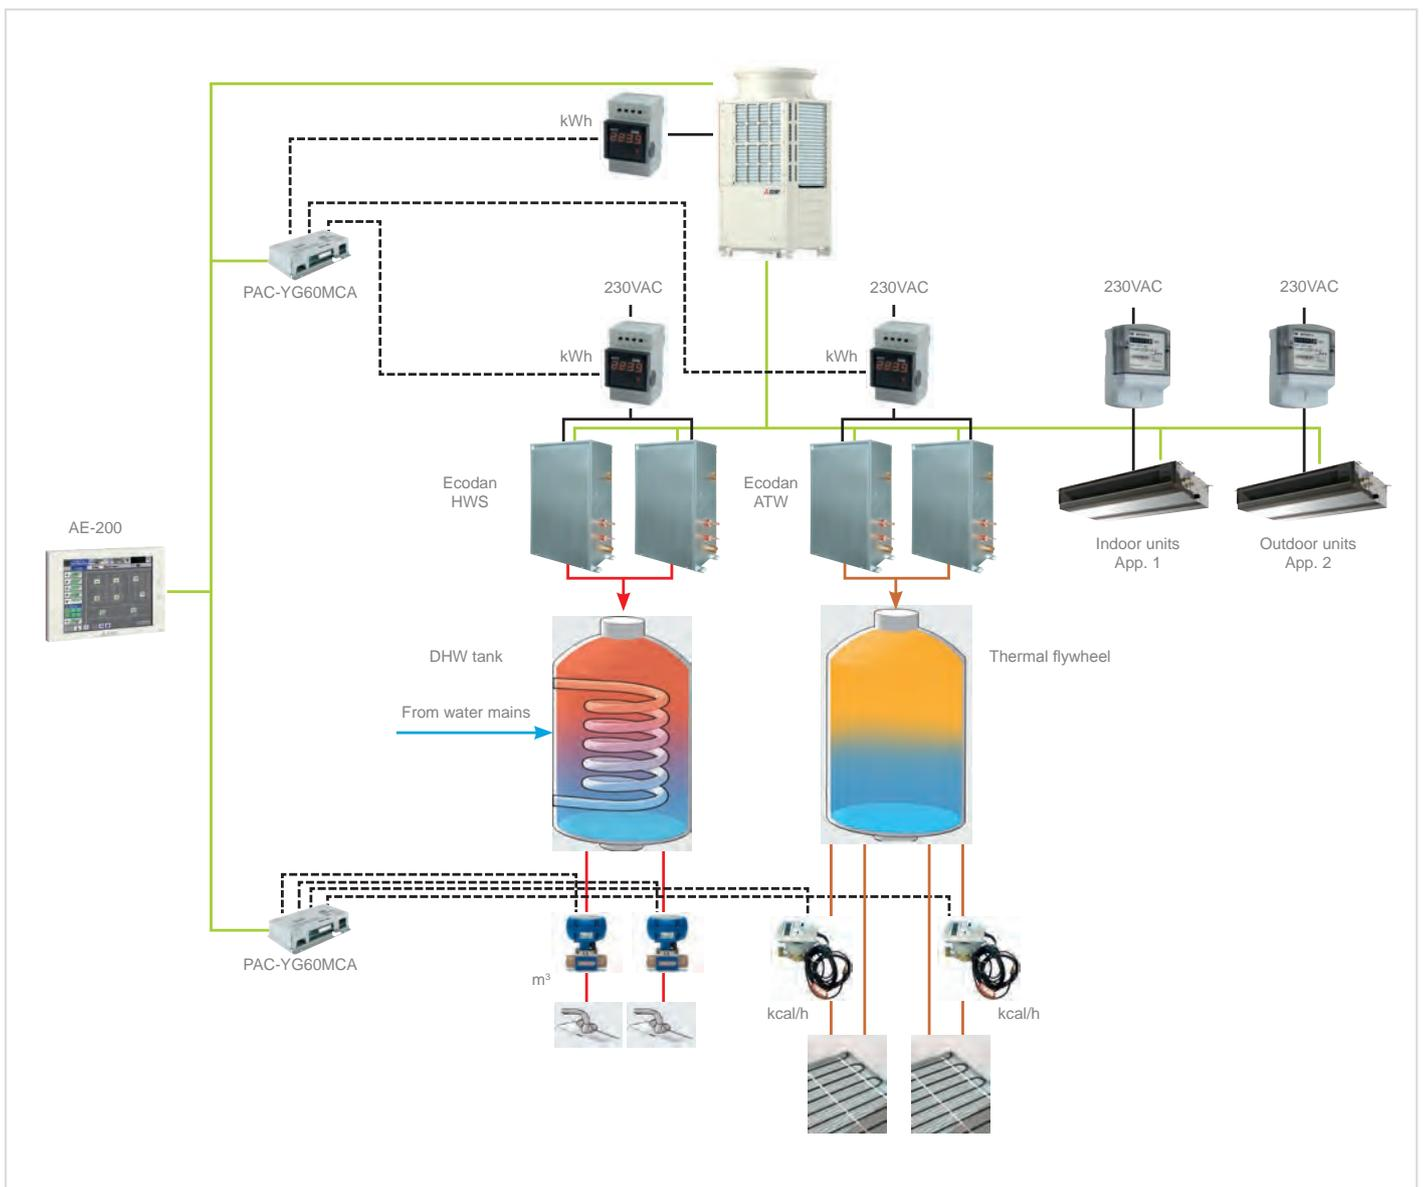 kWh
PAC-YG60MCA
230VAC
230VAC
230VAC
230VAC
kWh
kWh
Ecodan
HWS
Ecodan
ATW
AE-200
Indoor units
App. 1
Outdoor units
App. 2
DHW tank
Thermal flywheel
From water mains
PAC-YG60MCA
m³
kcal/h
kcal/h